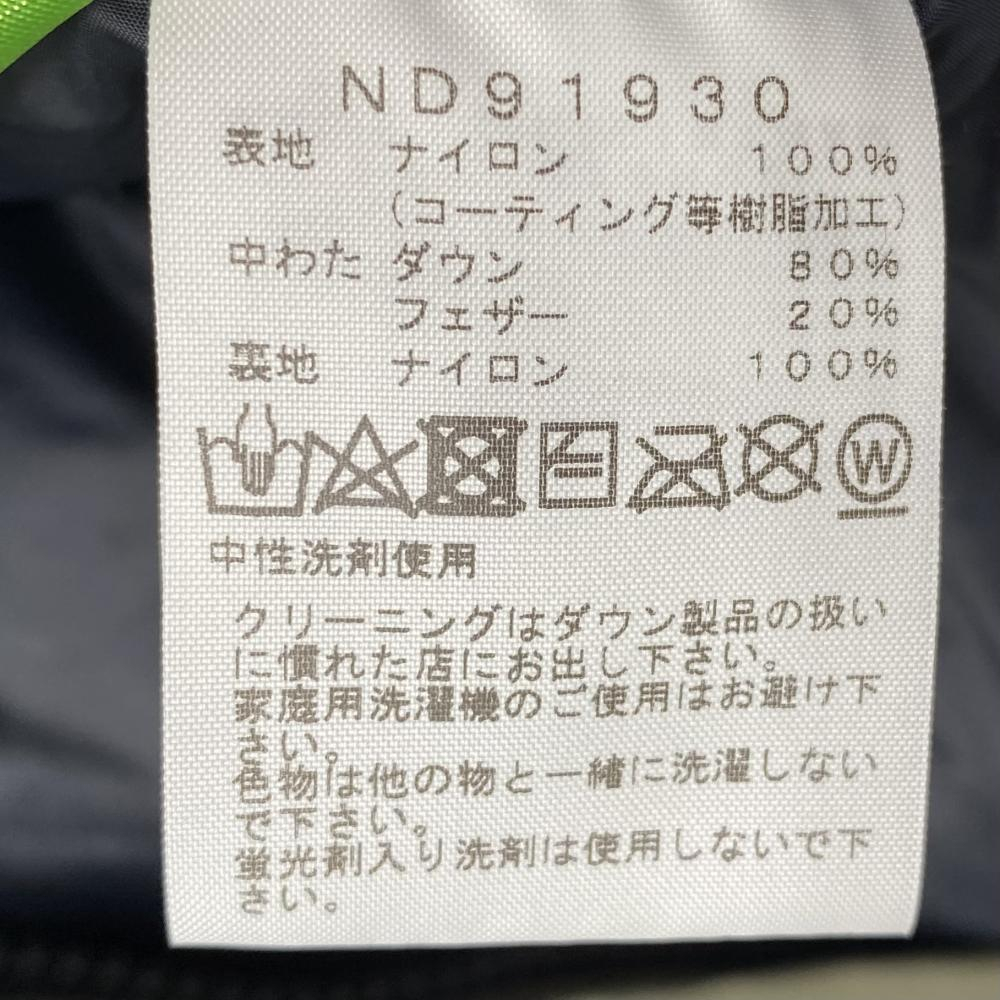 ND91930
表地 ナイロン 100%
(コーティング等樹脂加工)
中わた ダウン 80%
フェザー 20%
裏地 ナイロン 100%
W
中性洗剤使用
クリーニングはダウン製品の扱い
に慣れた店にお出し下さい。
家庭用洗濯機のご使用はお避け下
さい。
色物は他の物と一緒に洗濯しない
で下さい。
蛍光剤入り洗剤は使用しないで下
さい。